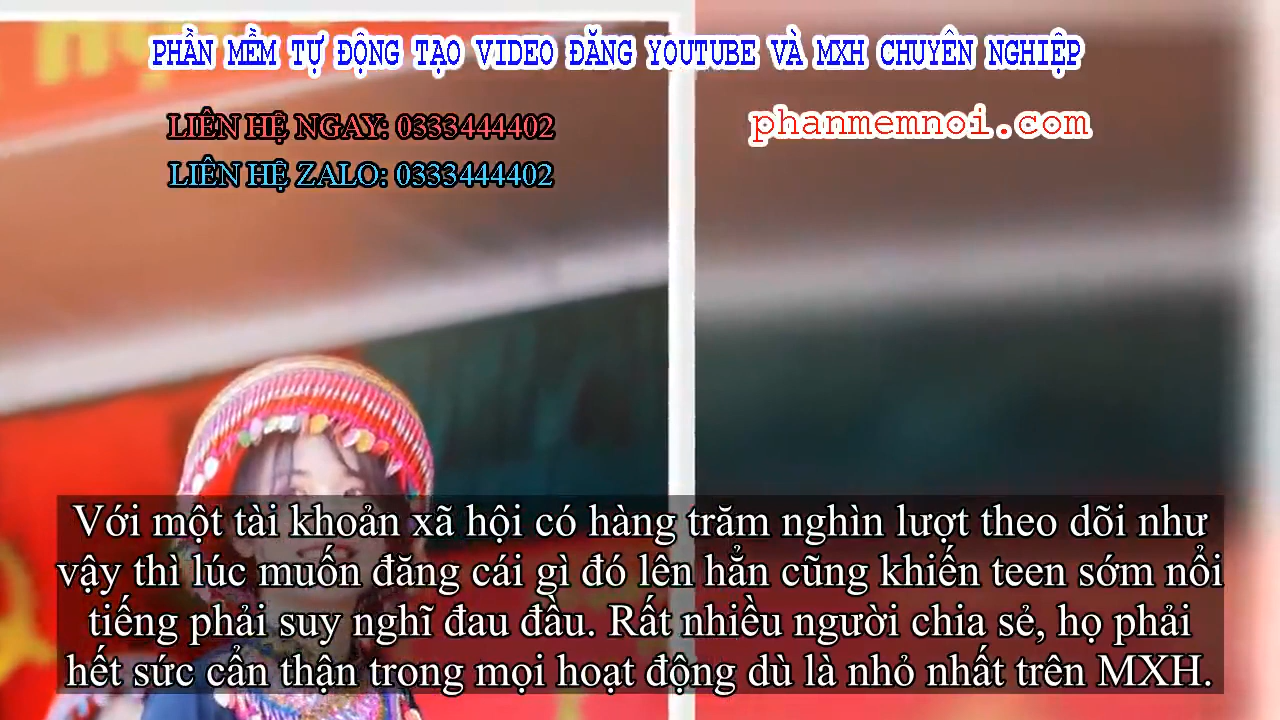 PHẦN MỀM TỰ ĐỘNG TẠO VIDEO ĐĂNG YOUTUBE VÀ MXH CHUYÊN NGHIỆP
LIÊN HỆ NGAY: 0333444402
phanmemnoi.com
LIÊN HỆ ZALO: 0333444402
Với một tài khoản xã hội có hàng trăm nghìn lượt theo dõi như
vậy thì lúc muốn đăng cái gì đó lên hẳn cũng khiến teen sớm nổi
tiếng phải suy nghĩ đau đầu. Rất nhiều người chia sẻ, họ phải
hết sức cẩn thận trong mọi hoạt động dù là nhỏ nhất trên MXH.